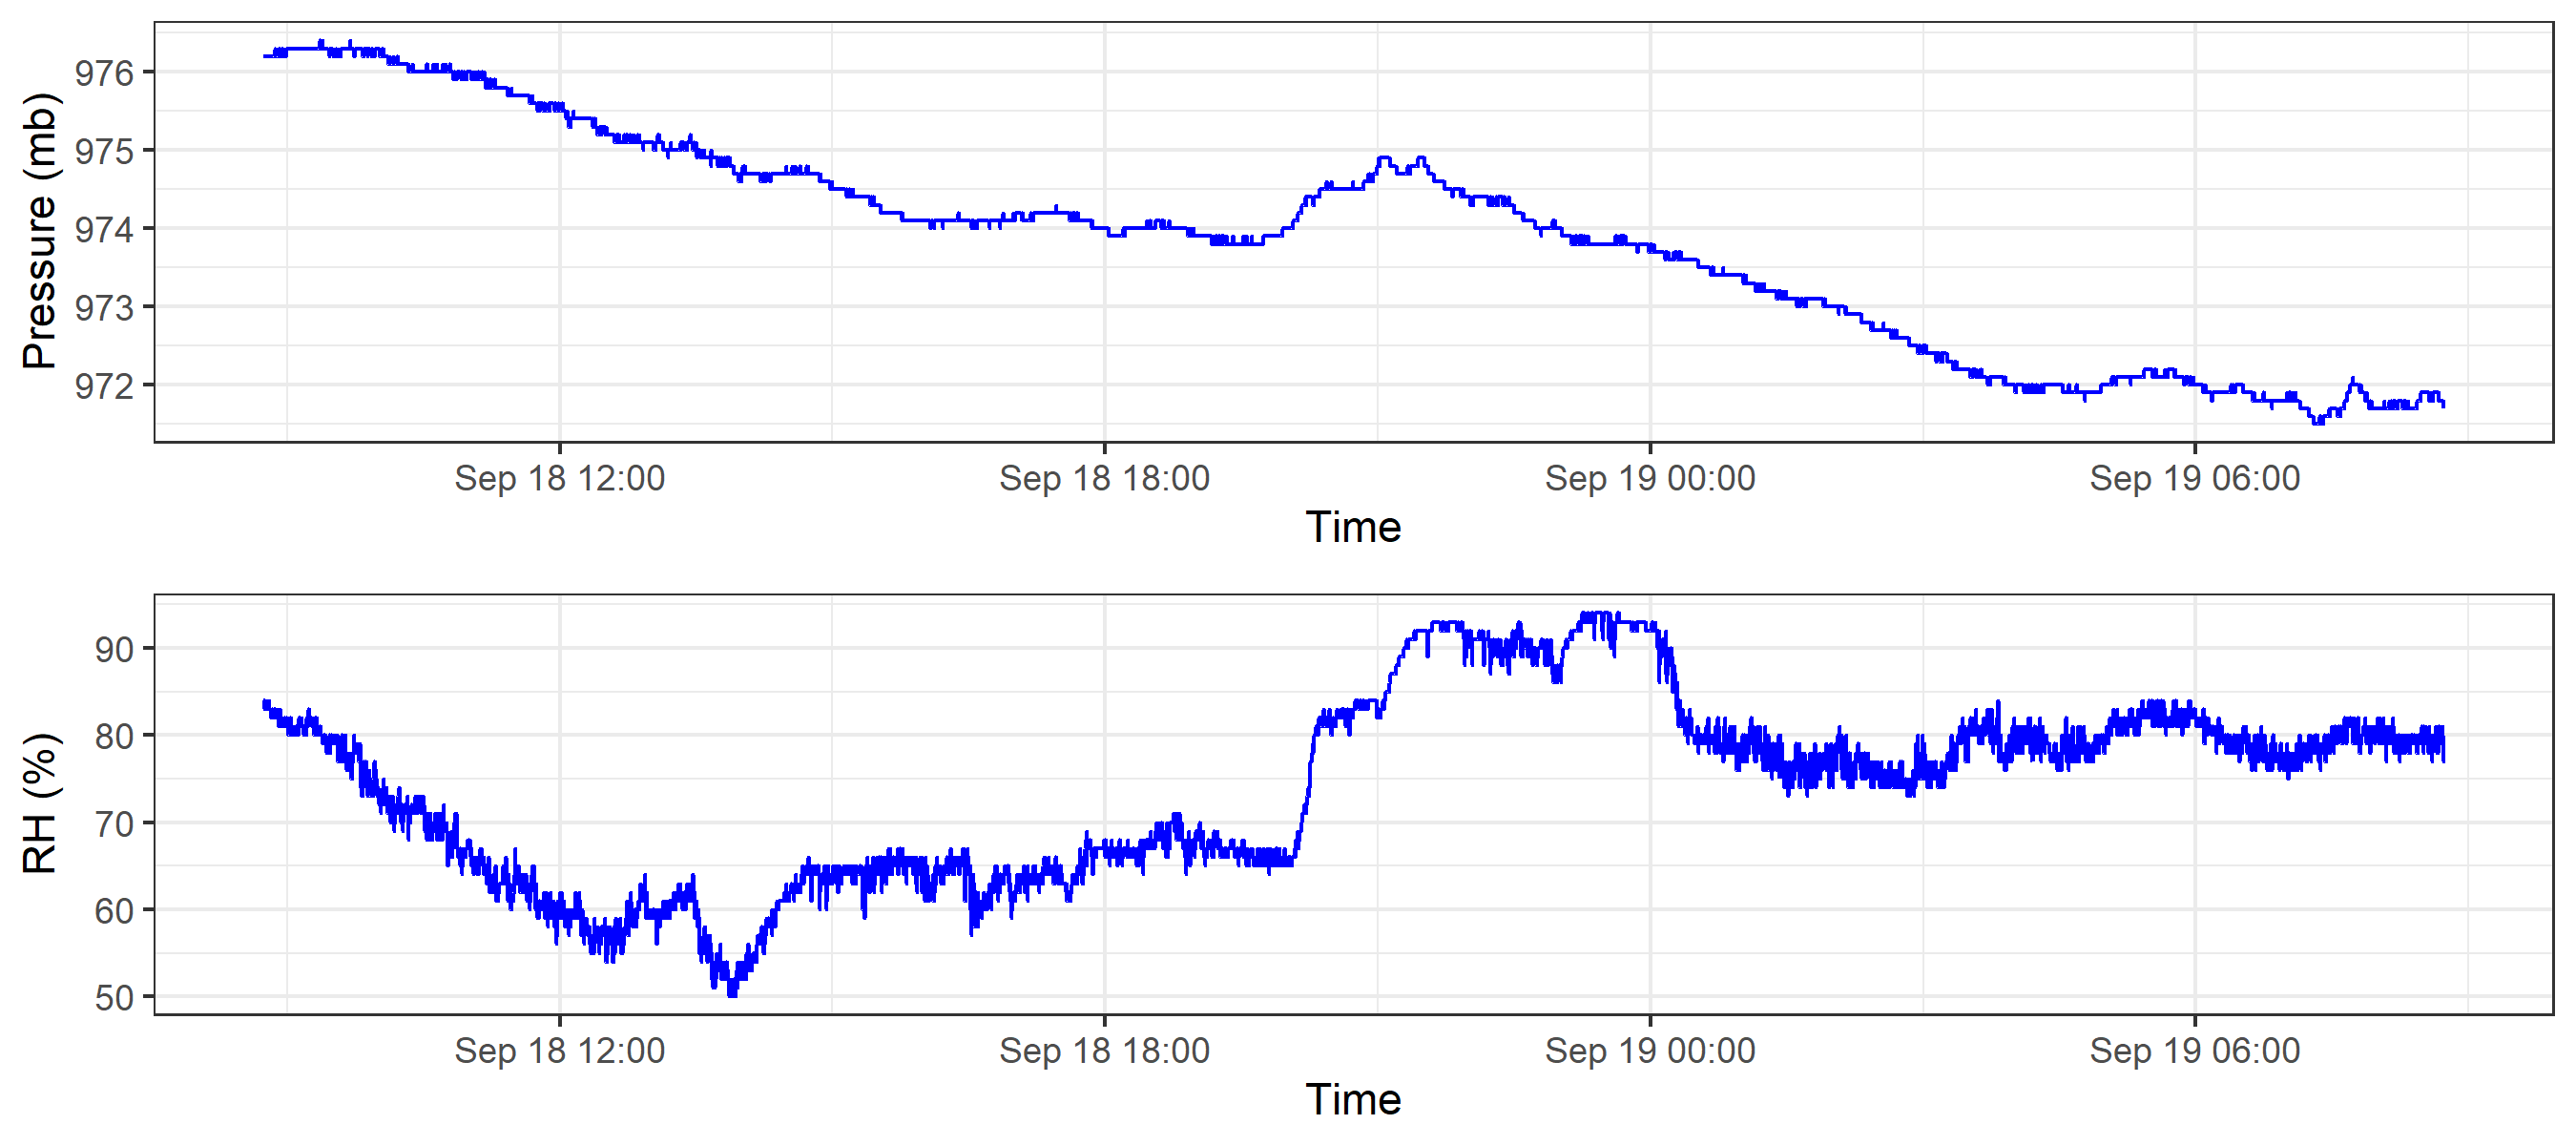 Pressure (mb)
976
975
974
973
972
Sep 18 12:00
Sep 18 18:00
Sep 19 00:00
Sep 19 06:00
Time
RH (%)
90
80
70
60
50
Sep 18 12:00
Sep 18 18:00
Sep 19 00:00
Sep 19 06:00
Time